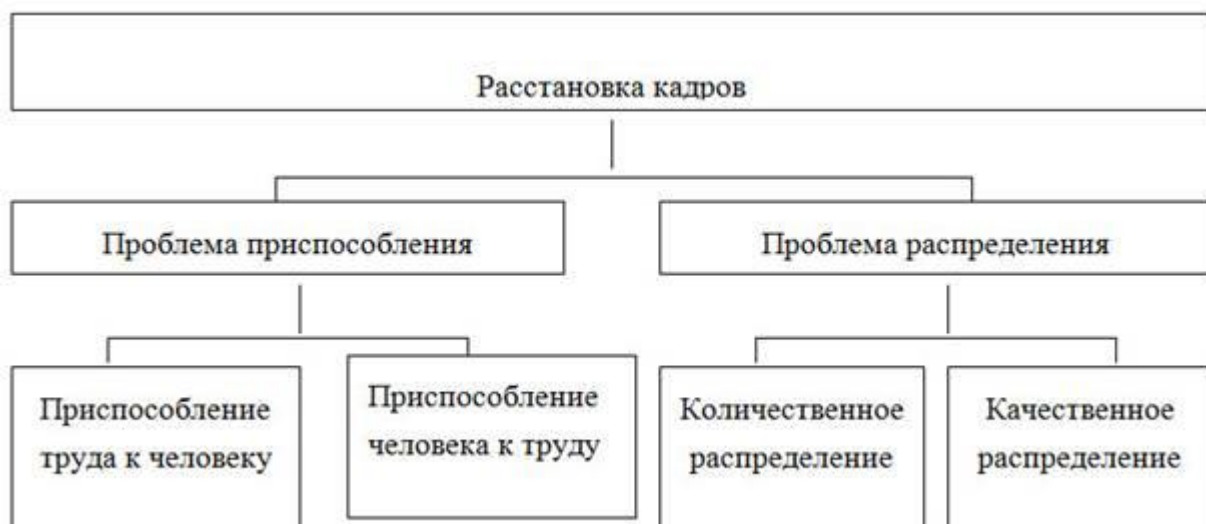 Расстановка кадров
Проблема приспособления
Проблема распределения
Приспособление
труда к человеку
Приспособление
человека к труду
Количественное
распределение
Качественное
распределение